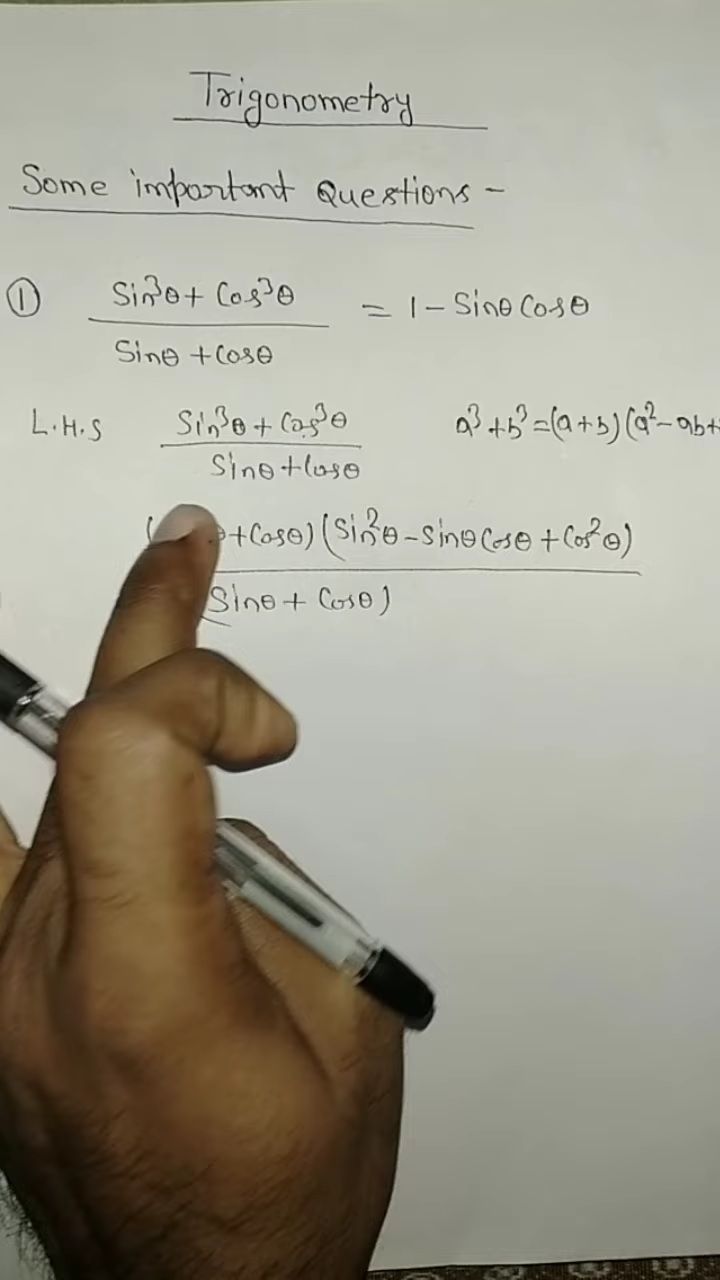 Trigonometry
Some important Questions -
① Sin³θ + Cos³θ = 1 - Sinθ Cosθ
Sinθ + Cosθ
L.H.S Sin³θ + Cos³θ a³ + b³ = (a + b) (a² - ab +
Sinθ + Cosθ
( + Cosθ) (Sin²θ - Sinθ Cosθ + Cos²θ)
Sinθ + Cosθ)